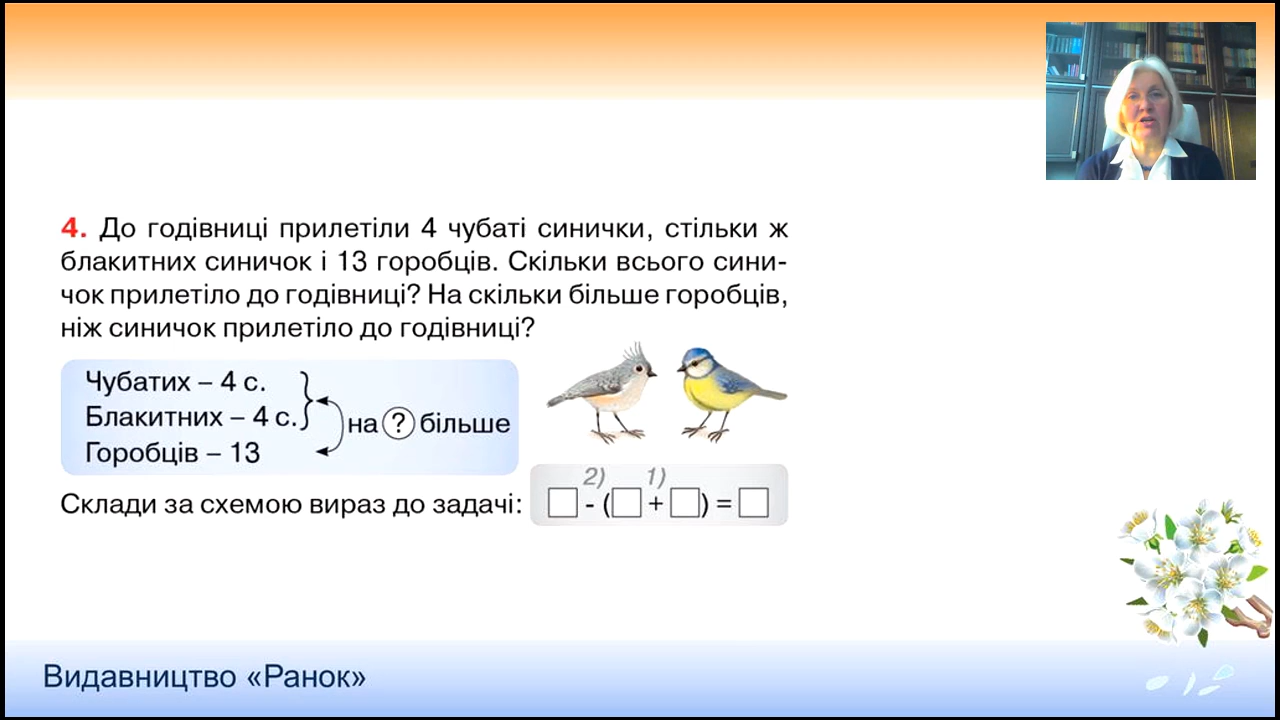 4. До годівниці прилетіли 4 чубаті синички, стільки ж
блакитних синичок і 13 горобців. Скільки всього сини-
чок прилетіло до годівниці? На скільки більше горобців,
ніж синичок прилетіло до годівниці?
Чубатих – 4 с.
Блакитних – 4 с.
на ? більше
Горобців – 13
2) 1)
Склади за схемою вираз до задачі: □ - (□ + □) = □
Видавництво «Ранок»